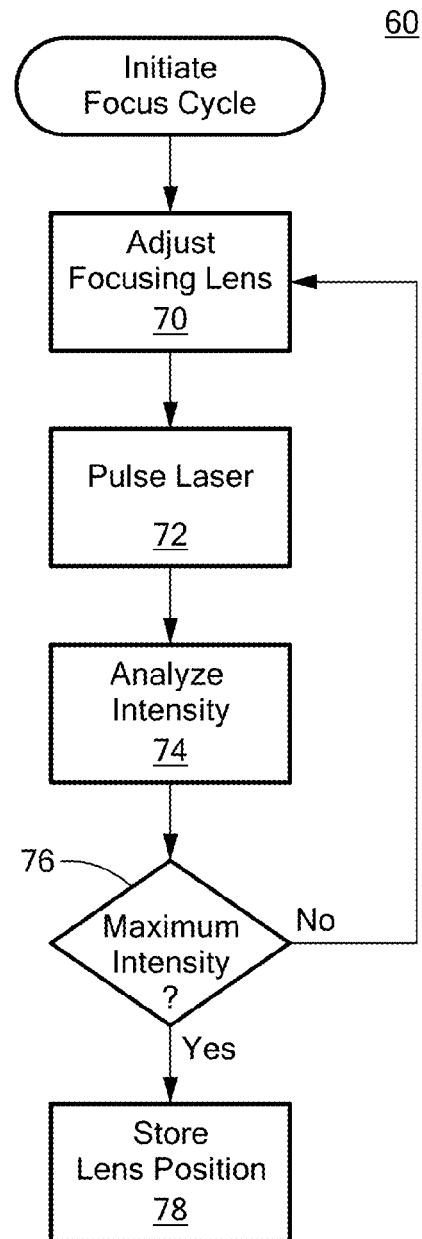 60
Initiate
Focus Cycle
Adjust
Focusing Lens
70
Pulse Laser
72
Analyze
Intensity
74
76
Maximum
Intensity
?
No
Yes
Store
Lens Position
78